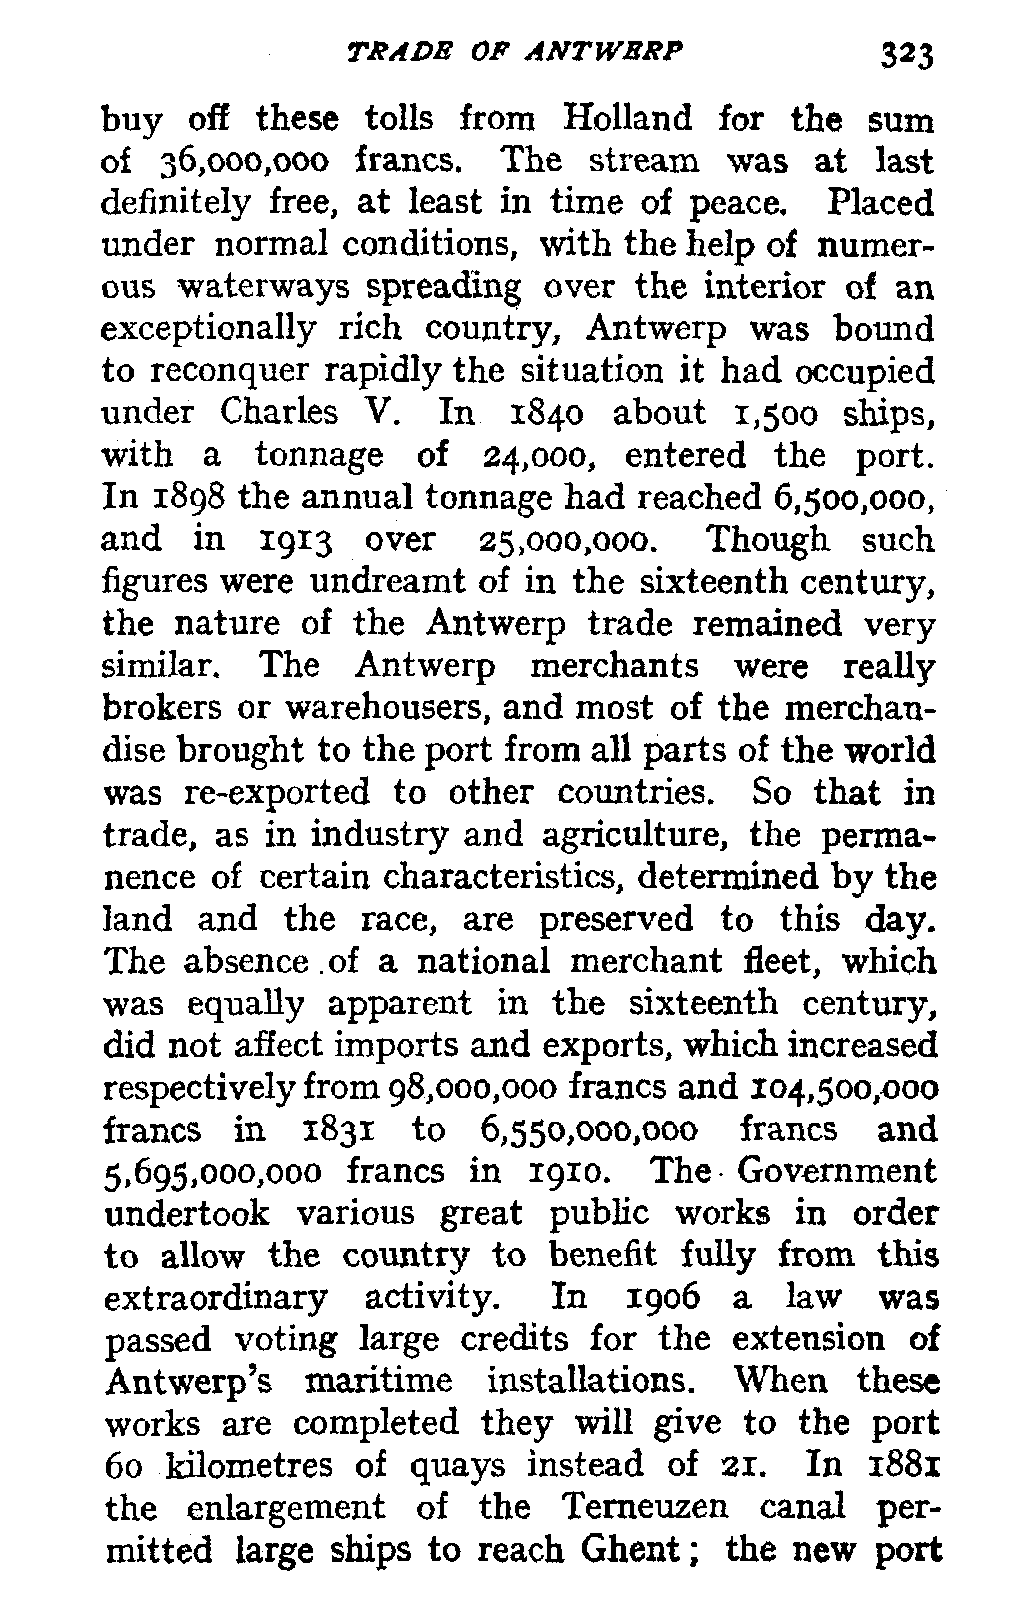 TRADE OF ANTWERP 323
buy off these tolls from Holland for the sum
of 36,000,000 francs. The stream was at last
definitely free, at least in time of peace. Placed
under normal conditions, with the help of numer-
ous waterways spreading over the interior of an
exceptionally rich country, Antwerp was bound
to reconquer rapidly the situation it had occupied
under Charles V. In 1840 about 1,500 ships,
with a tonnage of 24,000, entered the port.
In 1898 the annual tonnage had reached 6,500,000,
and in 1913 over 25,000,000. Though such
figures were undreamt of in the sixteenth century,
the nature of the Antwerp trade remained very
similar. The Antwerp merchants were really
brokers or warehousers, and most of the merchan-
dise brought to the port from all parts of the world
was re-exported to other countries. So that in
trade, as in industry and agriculture, the perma-
nence of certain characteristics, determined by the
land and the race, are preserved to this day.
The absence of a national merchant fleet, which
was equally apparent in the sixteenth century,
did not affect imports and exports, which increased
respectively from 98,000,000 francs and 104,500,000
francs in 1831 to 6,550,000,000 francs and
5,695,000,000 francs in 1910. The Government
undertook various great public works in order
to allow the country to benefit fully from this
extraordinary activity. In 1906 a law was
passed voting large credits for the extension of
Antwerp's maritime installations. When these
works are completed they will give to the port
60 kilometres of quays instead of 21. In 1881
the enlargement of the Terneuzen canal per-
mitted large ships to reach Ghent; the new port